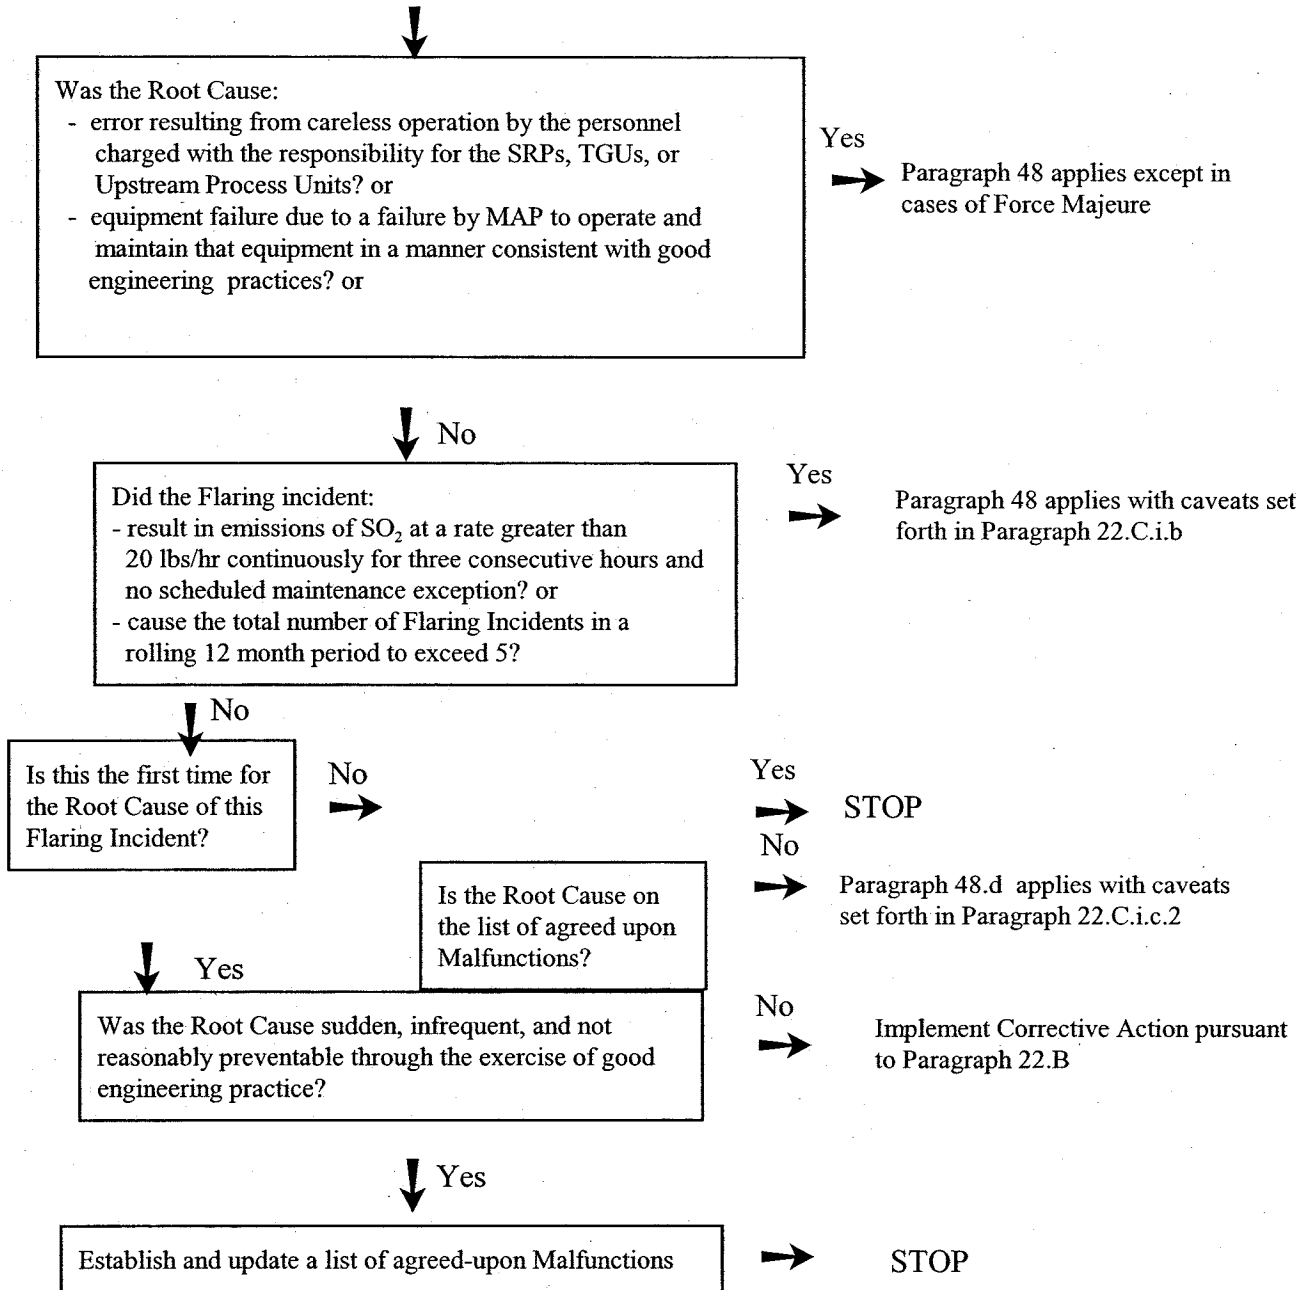 Was the Root Cause:
- error resulting from careless operation by the personnel
charged with the responsibility for the SRPs, TGUs, or
Upstream Process Units? or
- equipment failure due to a failure by MAP to operate and
maintain that equipment in a manner consistent with good
engineering practices? or
Yes
Paragraph 48 applies except in
cases of Force Majeure
No
Did the Flaring incident:
- result in emissions of SO₂ at a rate greater than
20 lbs/hr continuously for three consecutive hours and
no scheduled maintenance exception? or
- cause the total number of Flaring Incidents in a
rolling 12 month period to exceed 5?
Yes
Paragraph 48 applies with caveats set
forth in Paragraph 22.C.i.b
No
Is this the first time for
the Root Cause of this
Flaring Incident?
No
Is the Root Cause on
the list of agreed upon
Malfunctions?
Yes
STOP
No
Paragraph 48.d applies with caveats
set forth in Paragraph 22.C.i.c.2
Yes
Was the Root Cause sudden, infrequent, and not
reasonably preventable through the exercise of good
engineering practice?
No
Implement Corrective Action pursuant
to Paragraph 22.B
Yes
Establish and update a list of agreed-upon Malfunctions
STOP